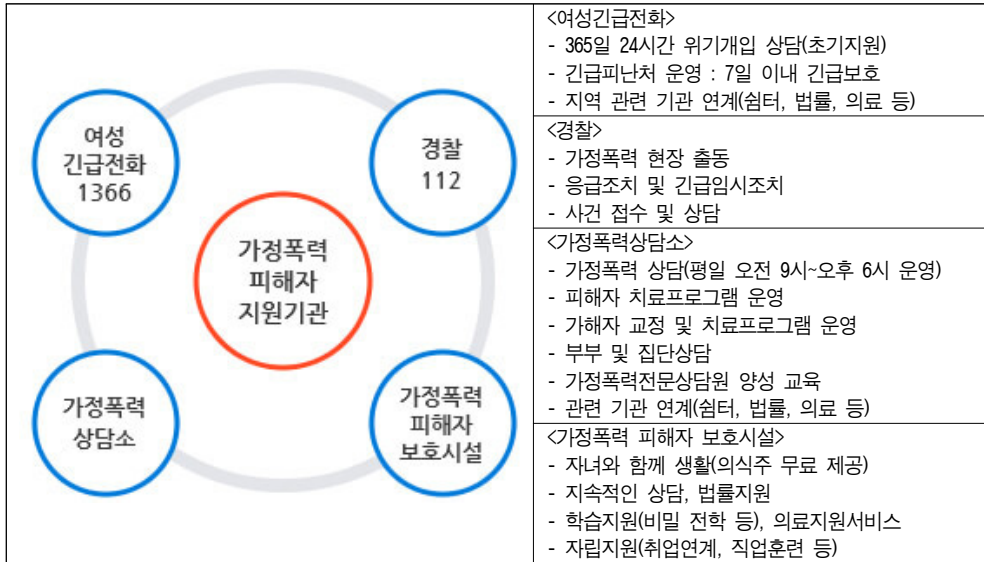 여성
긴급전화
1366
경찰
112
가정폭력
피해자
지원기관
가정폭력
상담소
가정폭력
피해자
보호시설
<여성긴급전화>
- 365일 24시간 위기개입 상담(초기지원)
- 긴급피난처 운영 : 7일 이내 긴급보호
- 지역 관련 기관 연계(쉼터, 법률, 의료 등)
<경찰>
- 가정폭력 현장 출동
- 응급조치 및 긴급임시조치
- 사건 접수 및 상담
<가정폭력상담소>
- 가정폭력 상담(평일 오전 9시~오후 6시 운영)
- 피해자 치료프로그램 운영
- 가해자 교정 및 치료프로그램 운영
- 부부 및 집단상담
- 가정폭력전문상담원 양성 교육
- 관련 기관 연계(쉼터, 법률, 의료 등)
<가정폭력 피해자 보호시설>
- 자녀와 함께 생활(의식주 무료 제공)
- 지속적인 상담, 법률지원
- 학습지원(비밀 전학 등), 의료지원서비스
- 자립지원(취업연계, 직업훈련 등)